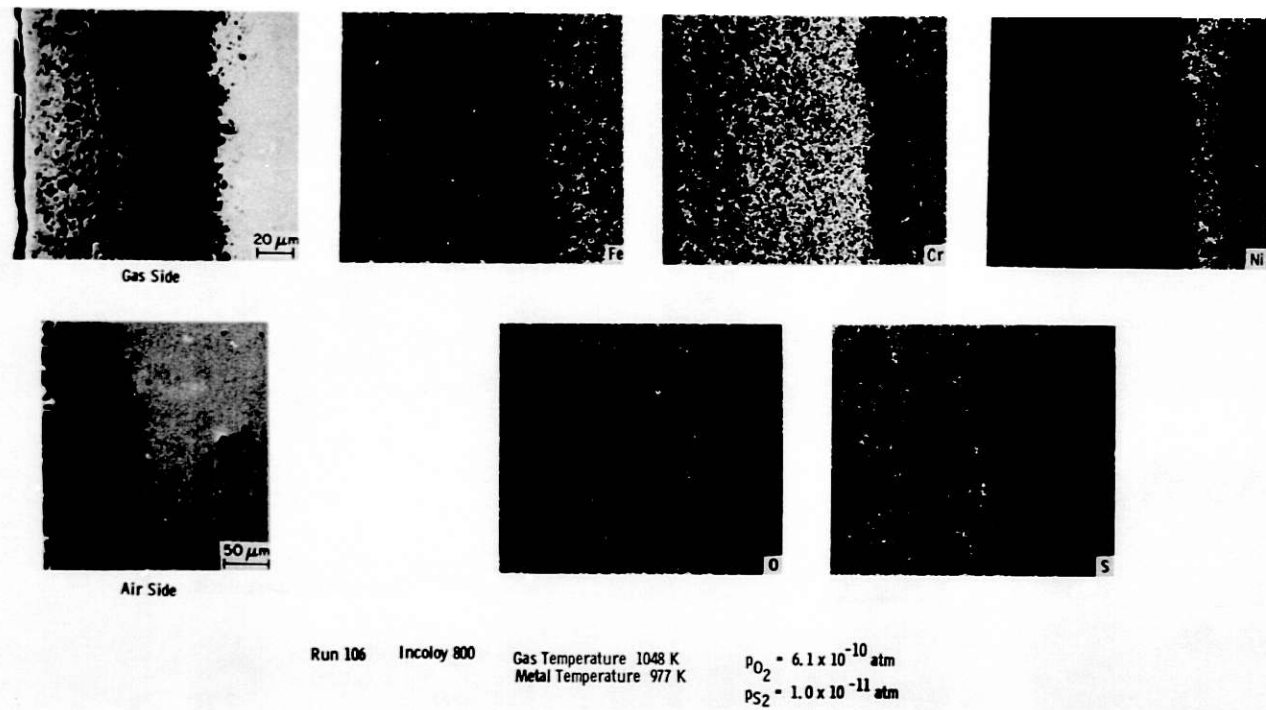 20 µm
Fe
Cr
Ni
Gas Side
50 µm
O
S
Air Side
Run 106 Incoloy 800 Gas Temperature 1048 K pO2 = 6.1 x 10^-10 atm
Metal Temperature 977 K pS2 = 1.0 x 10^-11 atm